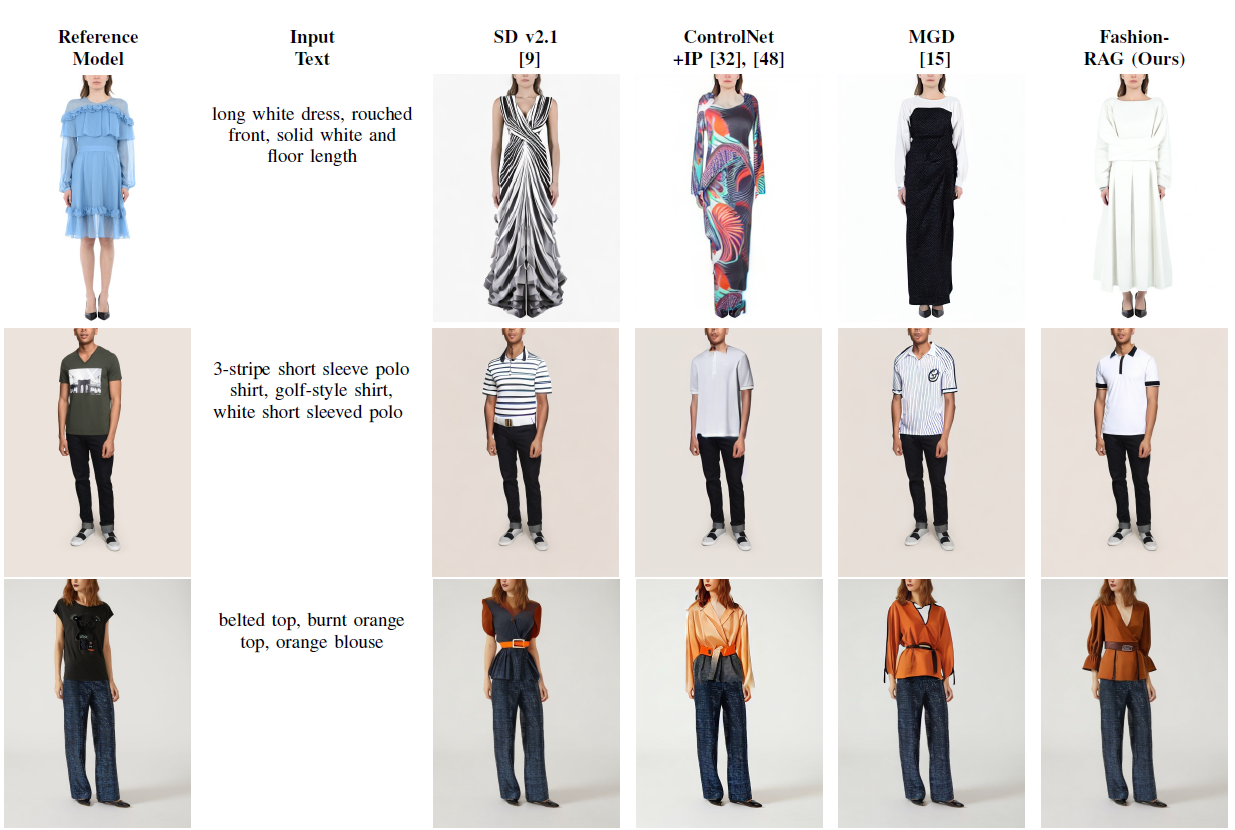 Reference
Model
Input
Text
SD v2.1
[9]
ControlNet
+IP [32], [48]
MGD
[15]
Fashion-
RAG (Ours)
long white dress, rouched
front, solid white and
floor length
3-stripe short sleeve polo
shirt, golf-style shirt,
white short sleeved polo
belted top, burnt orange
top, orange blouse